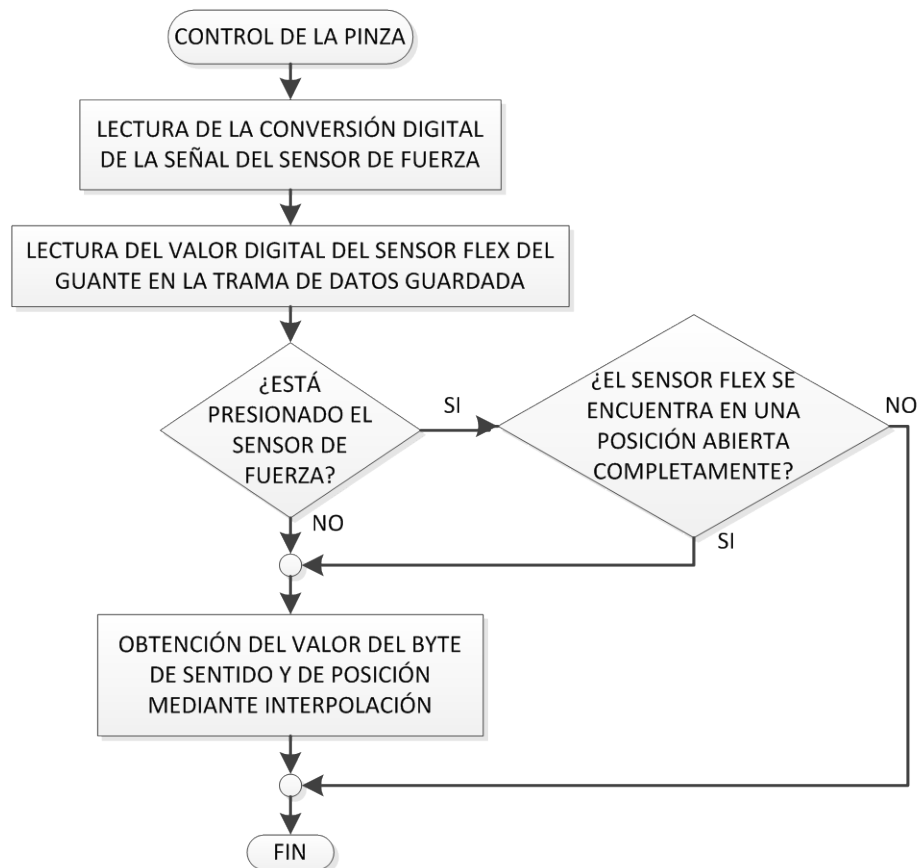 CONTROL DE LA PINZA
LECTURA DE LA CONVERSIÓN DIGITAL
DE LA SEÑAL DEL SENSOR DE FUERZA
LECTURA DEL VALOR DIGITAL DEL SENSOR FLEX DEL
GUANTE EN LA TRAMA DE DATOS GUARDADA
¿ESTÁ
PRESIONADO EL
SENSOR DE
FUERZA?
SI
¿EL SENSOR FLEX SE
ENCUENTRA EN UNA
POSICIÓN ABIERTA
COMPLETAMENTE?
NO
NO
SI
OBTENCIÓN DEL VALOR DEL BYTE
DE SENTIDO Y DE POSICIÓN
MEDIANTE INTERPOLACIÓN
FIN